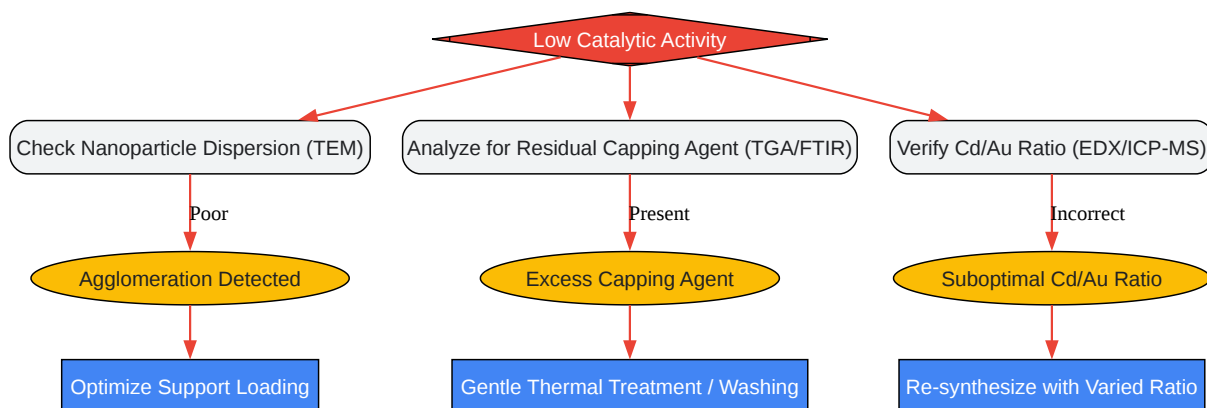 Low Catalytic Activity
Check Nanoparticle Dispersion (TEM)
Analyze for Residual Capping Agent (TGA/FTIR)
Verify Cd/Au Ratio (EDX/ICP-MS)
Poor
Present
Incorrect
Agglomeration Detected
Excess Capping Agent
Suboptimal Cd/Au Ratio
Optimize Support Loading
Gentle Thermal Treatment / Washing
Re-synthesize with Varied Ratio